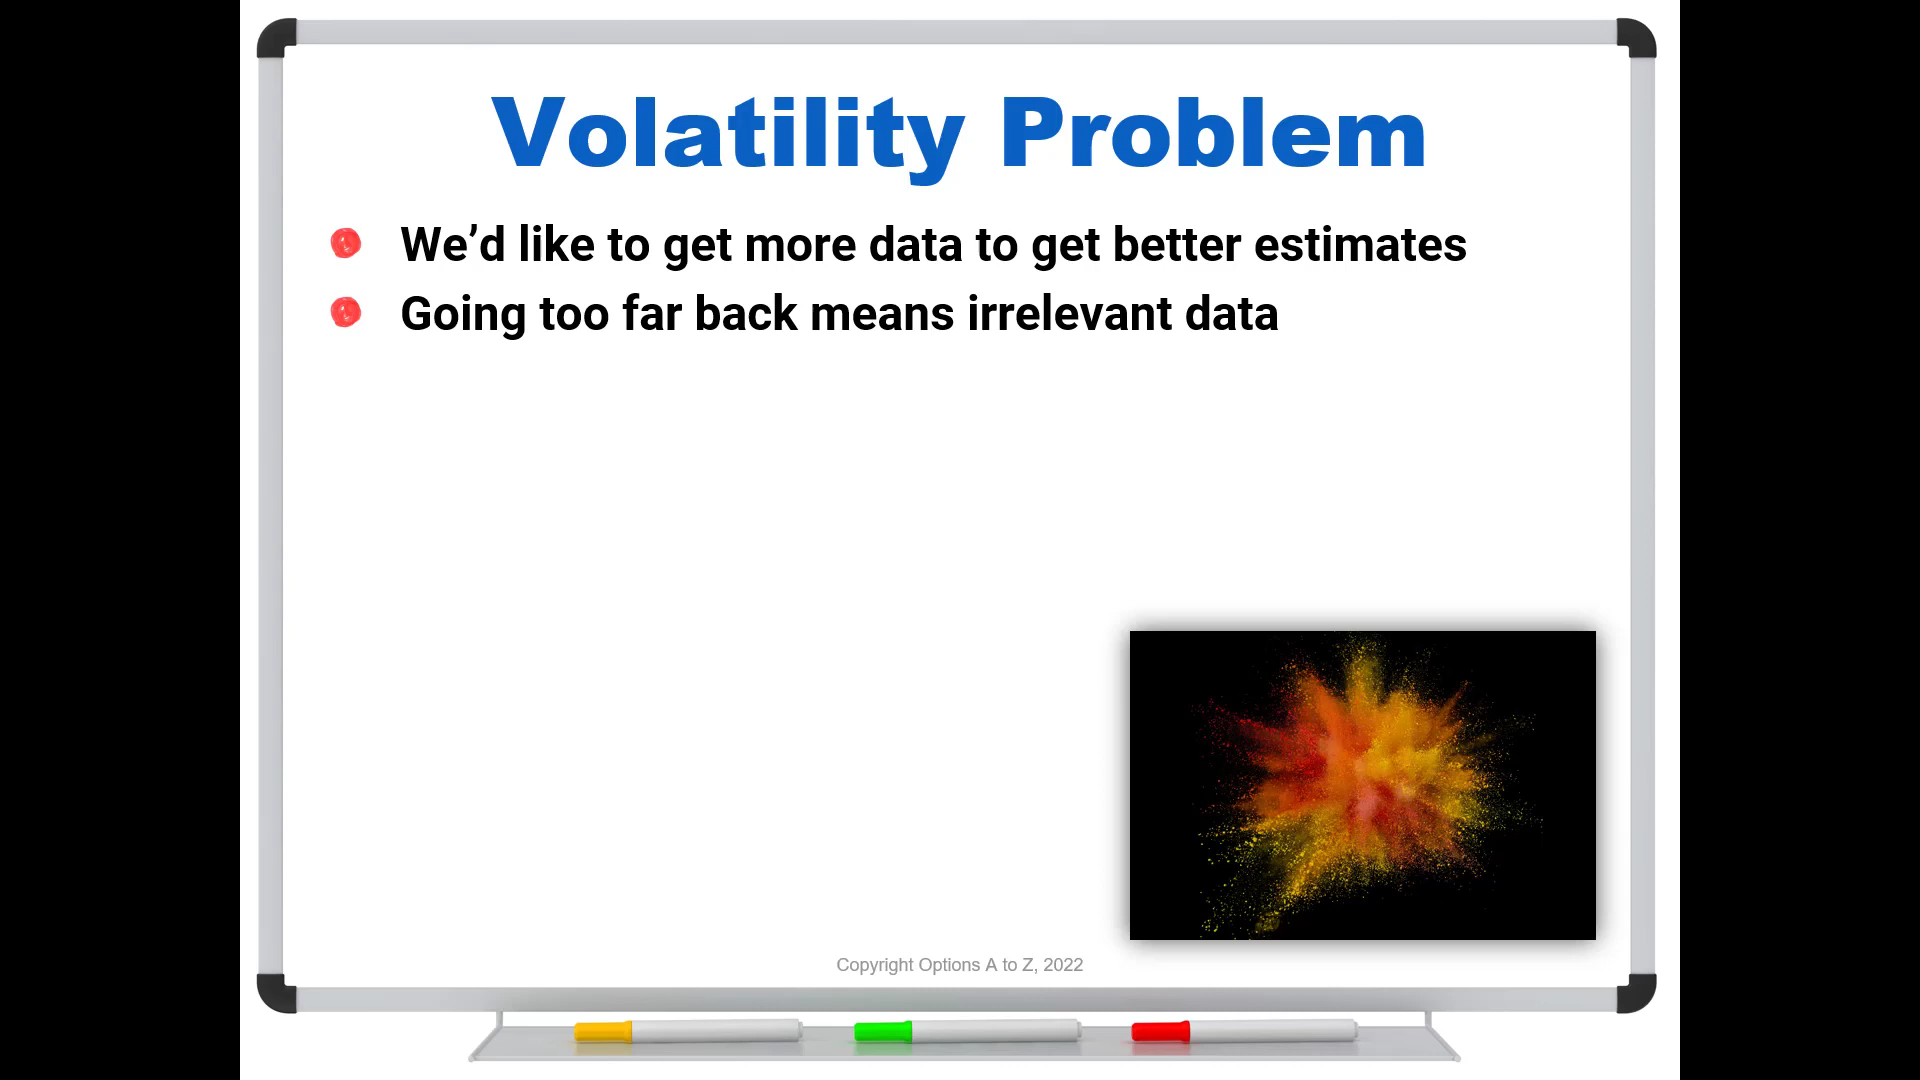 Volatility Problem
We’d like to get more data to get better estimates
Going too far back means irrelevant data
Copyright Options A to Z, 2022